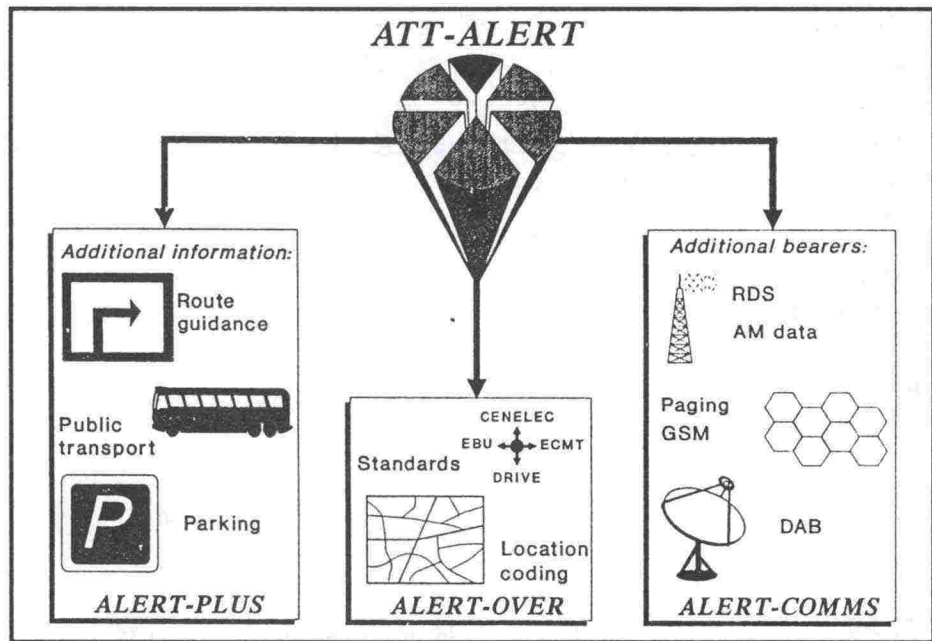 ATT-ALERT
Additional information:
Route
guidance
Public
transport
P
Parking
ALERT-PLUS
CENELEC
EBU
ECMT
DRIVE
Standards
Location
coding
ALERT-OVER
Additional bearers:
RDS
AM data
Paging
GSM
DAB
ALERT-COMMS